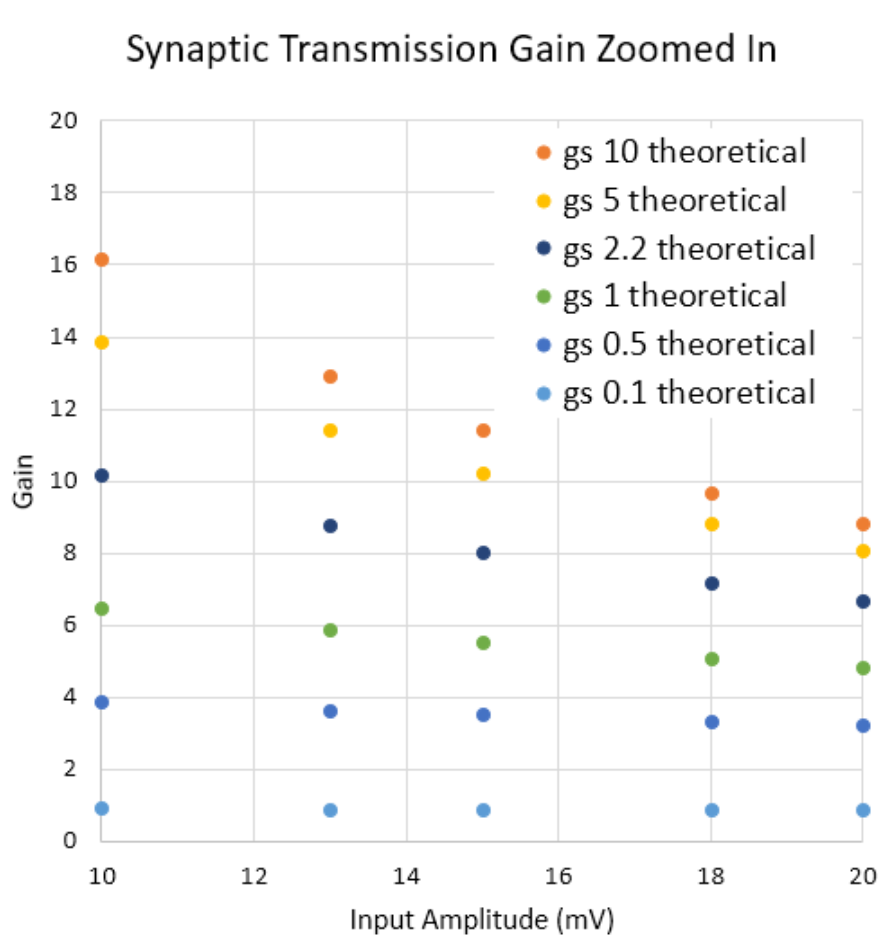 Synaptic Transmission Gain Zoomed In
20
18
16
14
12
10
8
6
4
2
0
Gain
gs 10 theoretical
gs 5 theoretical
gs 2.2 theoretical
gs 1 theoretical
gs 0.5 theoretical
gs 0.1 theoretical
10 12 14 16 18 20
Input Amplitude (mV)